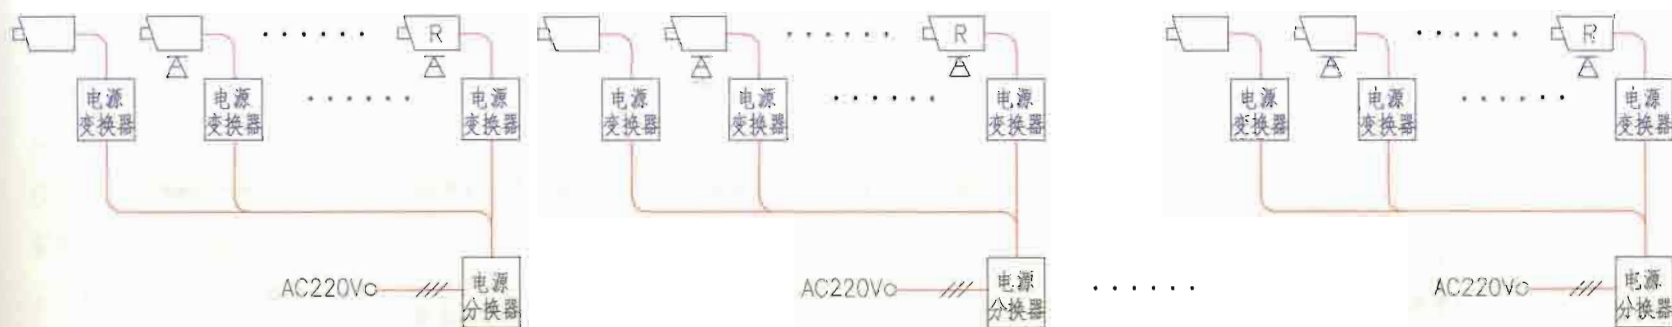 R
R
R
电源
变换器
电源
变换器
电源
变换器
电源
变换器
电源
变换器
电源
变换器
电源
变换器
电源
变换器
电源
变换器
AC220V
电源
分换器
AC220V
电源
分换器
AC220V
电源
分换器